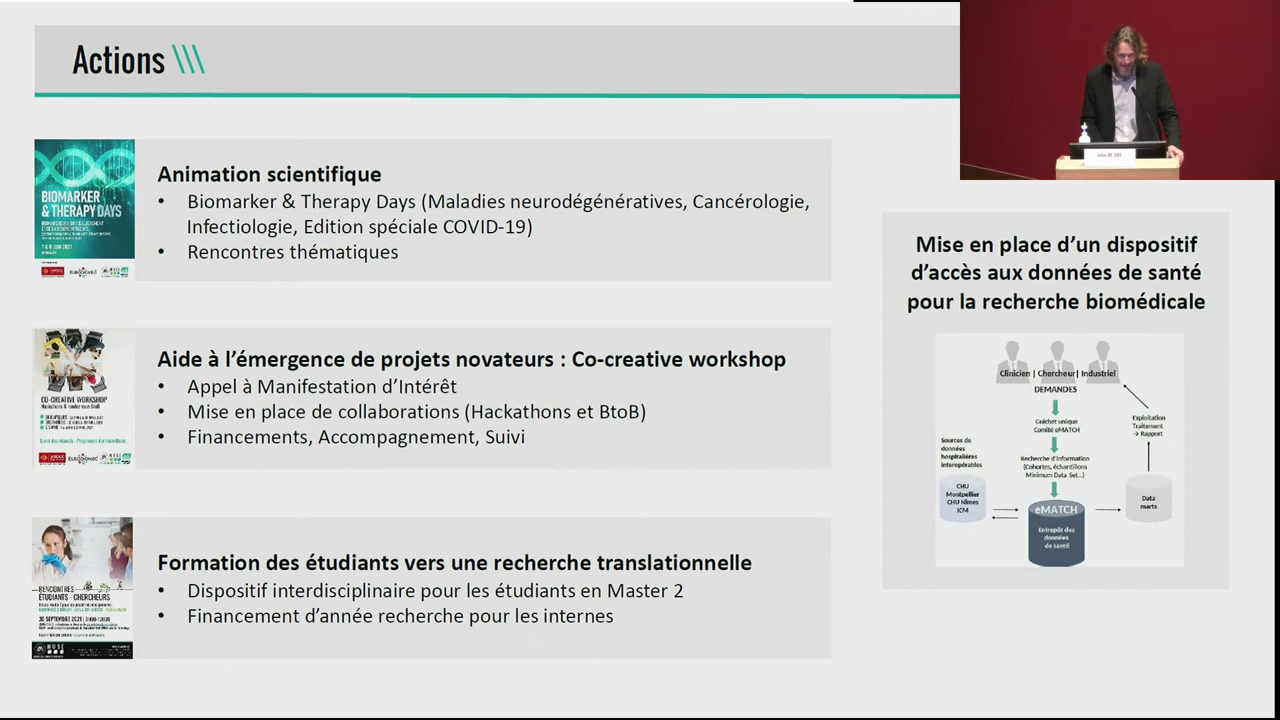 Actions
Animation scientifique
• Biomarker & Therapy Days (Maladies neurodégénératives, Cancérologie,
Infectiologie, Edition spéciale COVID-19)
• Rencontres thématiques
BIOMARKER
& THERAPY DAYS
Aide à l'émergence de projets novateurs : Co-creative workshop
• Appel à Manifestation d'Intérêt
• Mise en place de collaborations (Hackathons et BtoB)
• Financements, Accompagnement, Suivi
CO-CREATIVE WORKSHOP
Formation des étudiants vers une recherche translationnelle
• Dispositif interdisciplinaire pour les étudiants en Master 2
• Financement d'année recherche pour les internes
RENCONTRES
ÉTUDIANTS - CHERCHEURS
MUSE
Mise en place d'un dispositif
d'accès aux données de santé
pour la recherche biomédicale
Clinicien | Chercheur | Industriel
DEMANDES
Guichet unique
Comité eMATCH
Recherche d'information
(Cohortes, échantillons
Minimum Data Set...)
Sources de
données
hospitalières
interopérables
CHU
Montpellier
CHU Nîmes
ICM
eMATCH
Entrepôt des
données
de santé
Data
marts
Exploitation
Traitement
→ Rapport